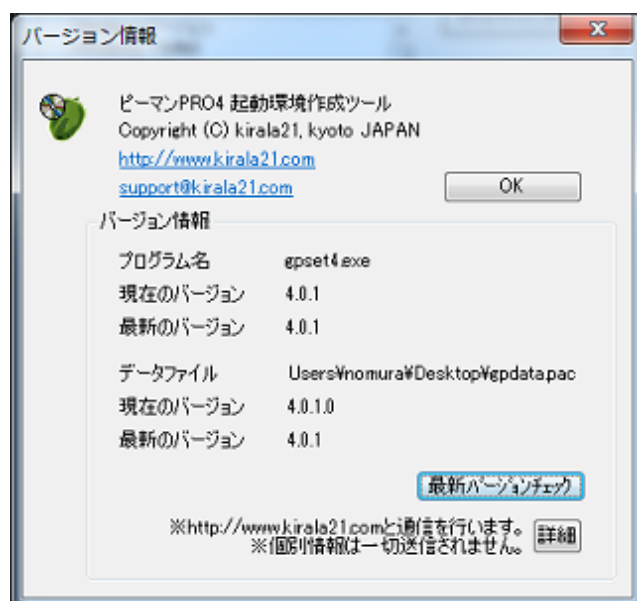 バージョン情報
ピーマンPRO4 起動環境作成ツール
Copyright (C) kirala21, kyoto JAPAN
http://www.kirala21.com
support@kirala21.com
OK
バージョン情報
プログラム名 gpset4.exe
現在のバージョン 4.0.1
最新のバージョン 4.0.1
データファイル Users¥nomura¥Desktop¥gpdata.pac
現在のバージョン 4.0.1.0
最新のバージョン 4.0.1
最新バージョンチェック
※http://www.kirala21.comと通信を行います。
※個別情報は一切送信されません。
詳細